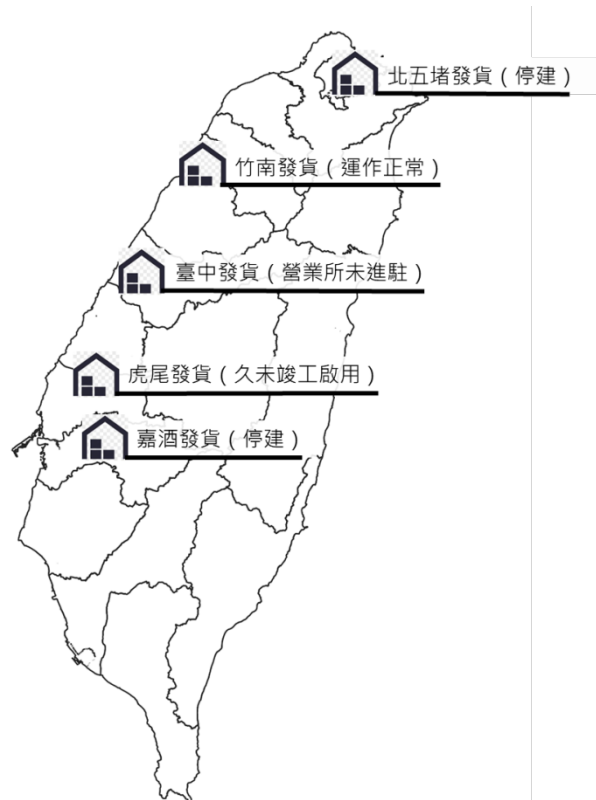 北五堵發貨（停建）
竹南發貨（運作正常）
臺中發貨（營業所未進駐）
虎尾發貨（久未竣工啟用）
嘉酒發貨（停建）